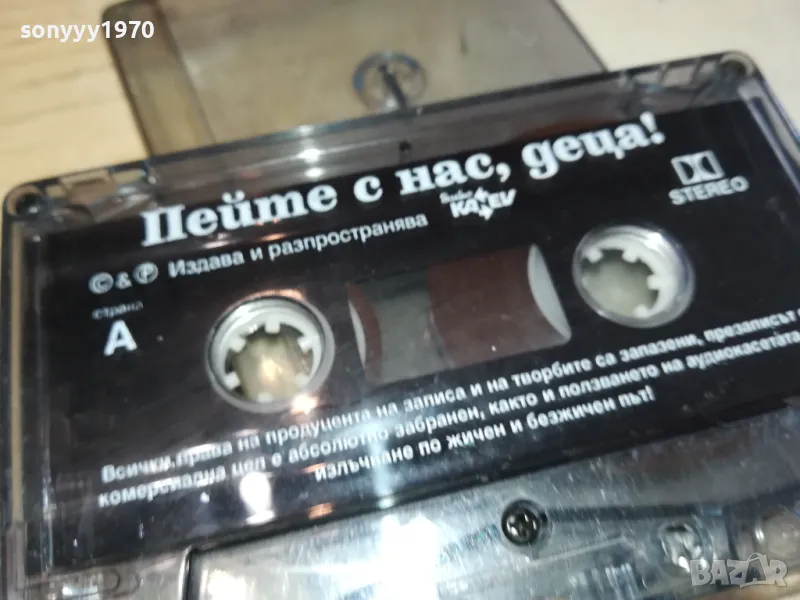 sonyyy1970
Пейте с нас, деца!
© & ℗ Издава и разпространява
STEREO
страна
A
Всички права на продуцента на записа и на творбите са запазени, презаписът с
комерсиална цел е абсолютно забранен, както и ползването на аудиокасетата
излъчване по жичен и безжичен път!
BAZAR